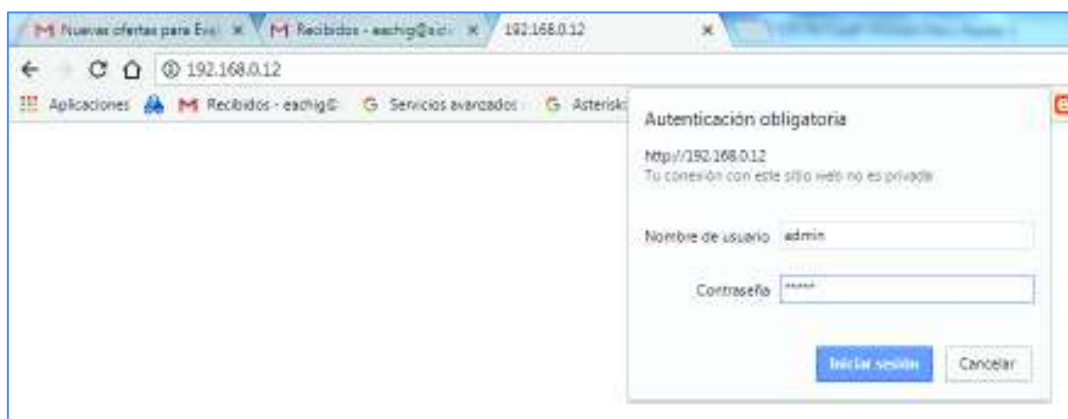 Nuevas ofertas para Eva
Recibidos - eachig@
192.168.0.12
192.168.0.12
Aplicaciones
Recibidos - eachig@
Servicios avanzados
Asterisk
Autenticación obligatoria
http://192.168.0.12
Tu conexión con este sitio web no es privada
Nombre de usuario admin
Contraseña *****
Iniciar sesión Cancelar